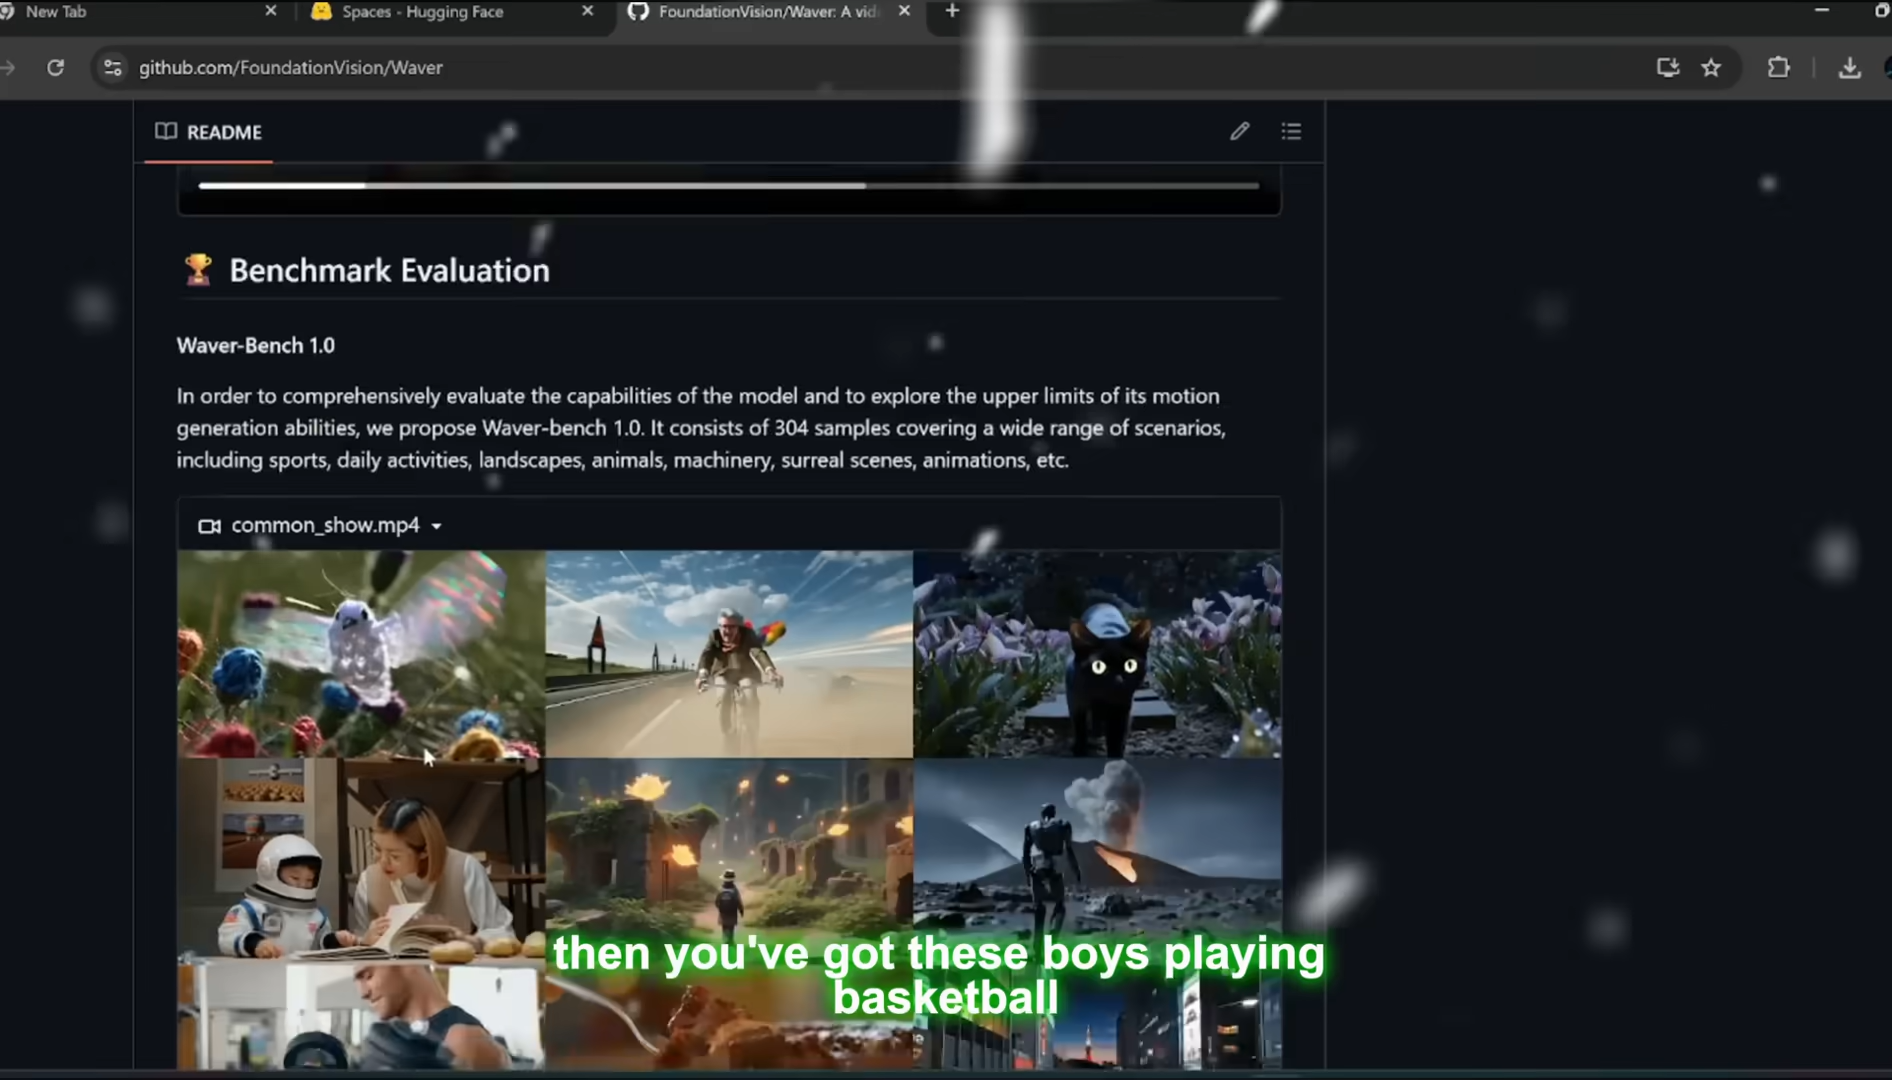 New Tab
Spaces - Hugging Face
FoundationVision/Waver: A vid
github.com/FoundationVision/Waver
README
Benchmark Evaluation
Waver-Bench 1.0
In order to comprehensively evaluate the capabilities of the model and to explore the upper limits of its motion
generation abilities, we propose Waver-bench 1.0. It consists of 304 samples covering a wide range of scenarios,
including sports, daily activities, landscapes, animals, machinery, surreal scenes, animations, etc.
common_show.mp4
then you've got these boys playing
basketball